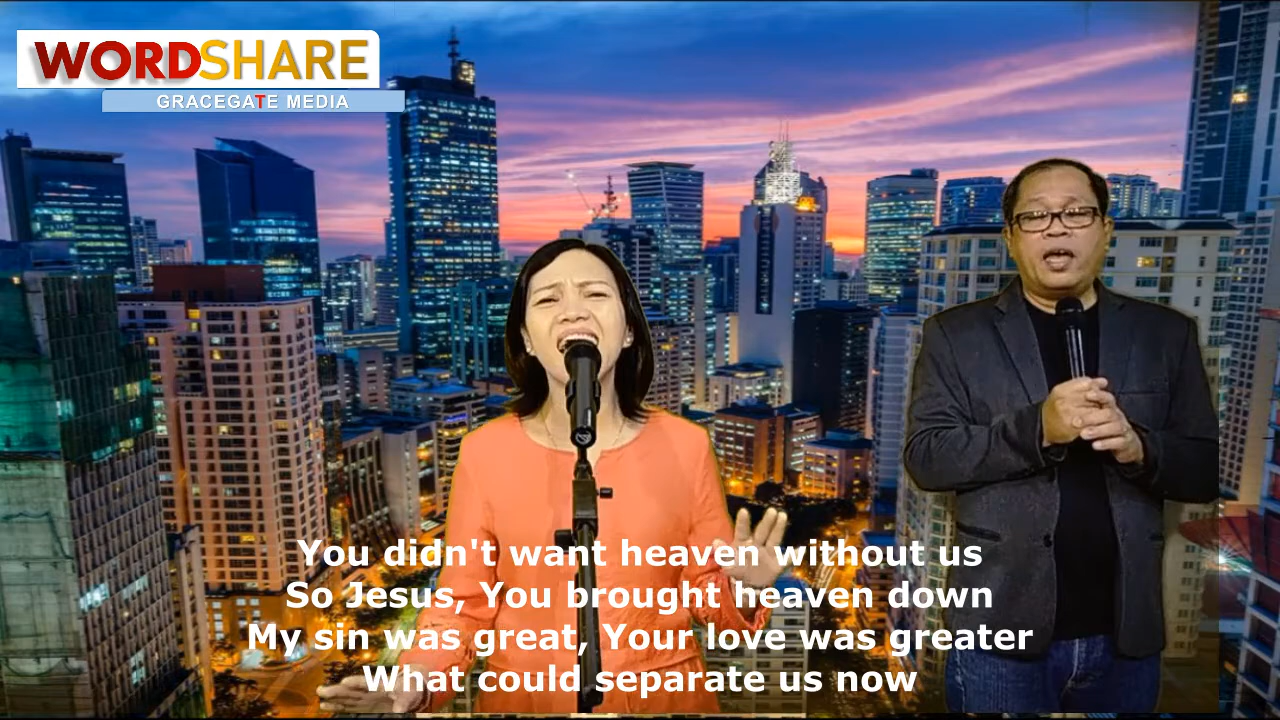 WORDSHARE
GRACEGATE MEDIA
You didn't want heaven without us
So Jesus, You brought heaven down
My sin was great, Your love was greater
What could separate us now